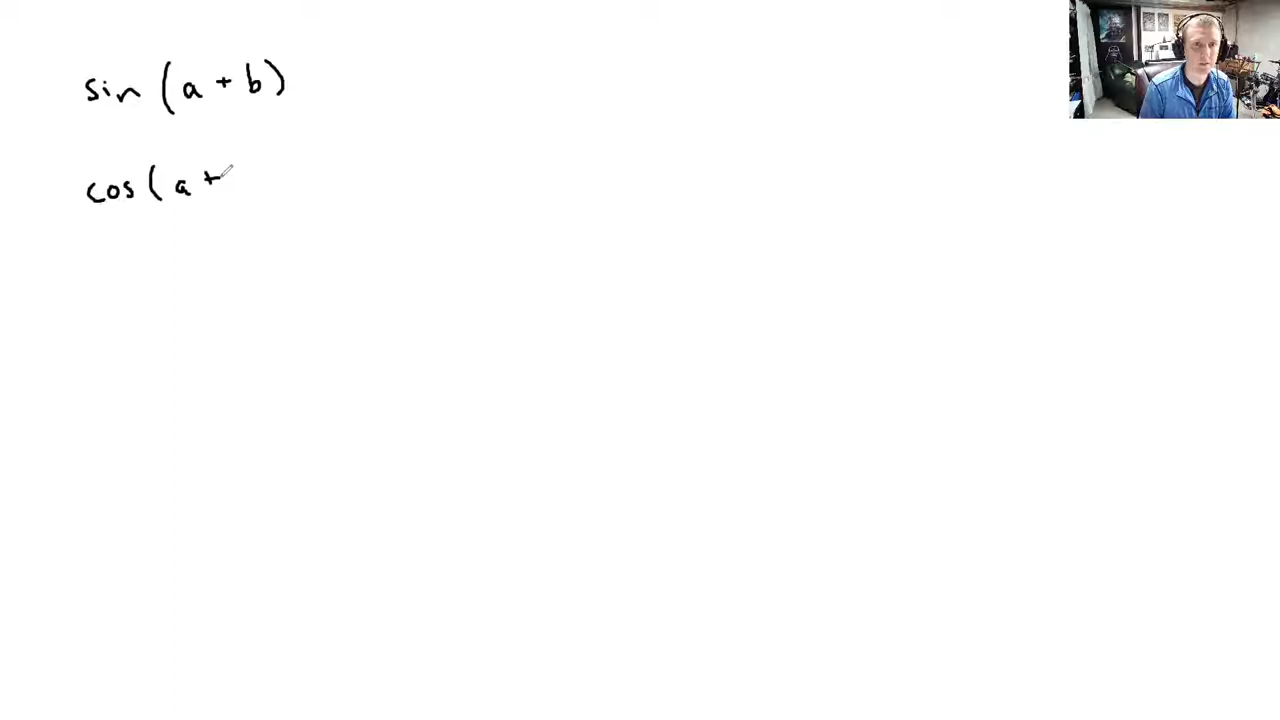 sin (a + b)
cos (a +